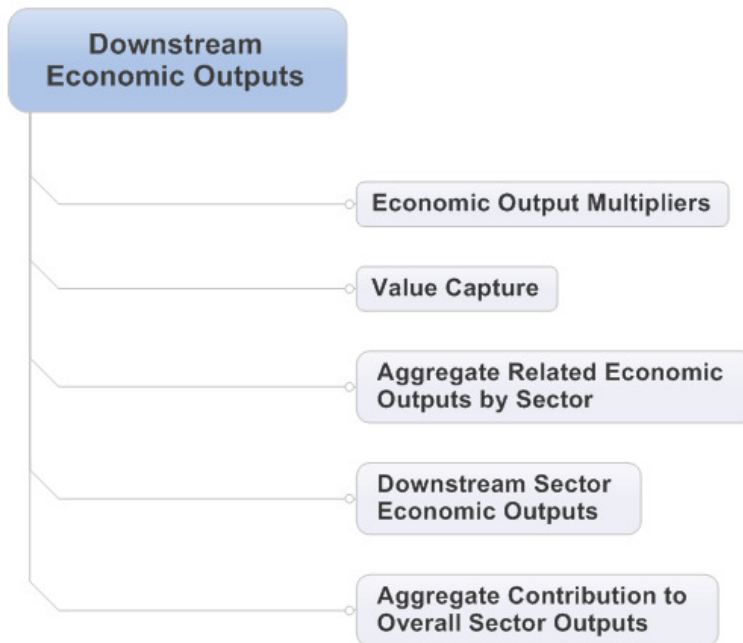 Downstream
Economic Outputs
Economic Output Multipliers
Value Capture
Aggregate Related Economic
Outputs by Sector
Downstream Sector
Economic Outputs
Aggregate Contribution to
Overall Sector Outputs